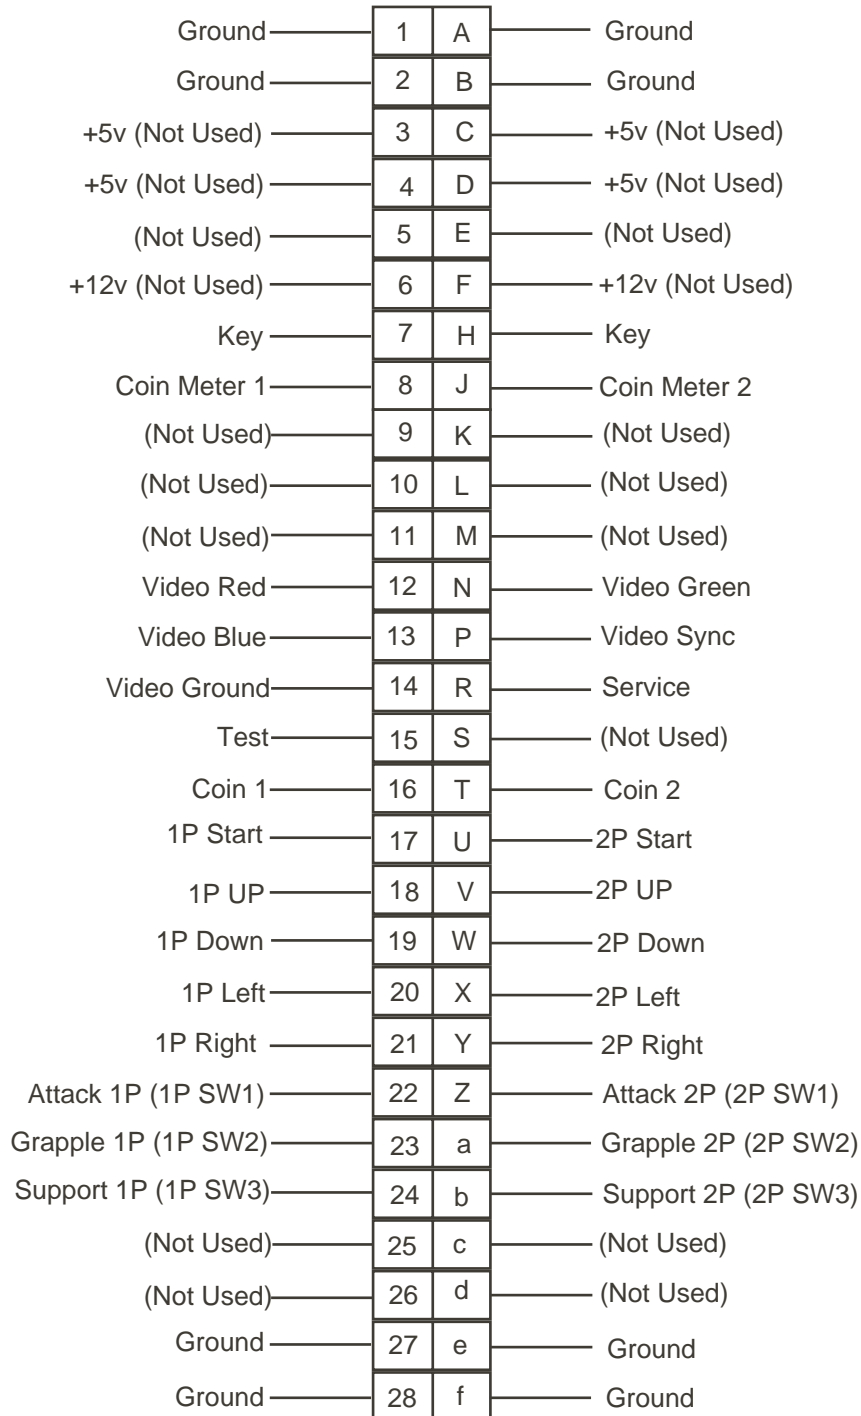 Ground 1 A Ground
Ground 2 B Ground
+5v (Not Used) 3 C +5v (Not Used)
+5v (Not Used) 4 D +5v (Not Used)
(Not Used) 5 E (Not Used)
+12v (Not Used) 6 F +12v (Not Used)
Key 7 H Key
Coin Meter 1 8 J Coin Meter 2
(Not Used) 9 K (Not Used)
(Not Used) 10 L (Not Used)
(Not Used) 11 M (Not Used)
Video Red 12 N Video Green
Video Blue 13 P Video Sync
Video Ground 14 R Service
Test 15 S (Not Used)
Coin 1 16 T Coin 2
1P Start 17 U 2P Start
1P UP 18 V 2P UP
1P Down 19 W 2P Down
1P Left 20 X 2P Left
1P Right 21 Y 2P Right
Attack 1P (1P SW1) 22 Z Attack 2P (2P SW1)
Grapple 1P (1P SW2) 23 a Grapple 2P (2P SW2)
Support 1P (1P SW3) 24 b Support 2P (2P SW3)
(Not Used) 25 c (Not Used)
(Not Used) 26 d (Not Used)
Ground 27 e Ground
Ground 28 f Ground